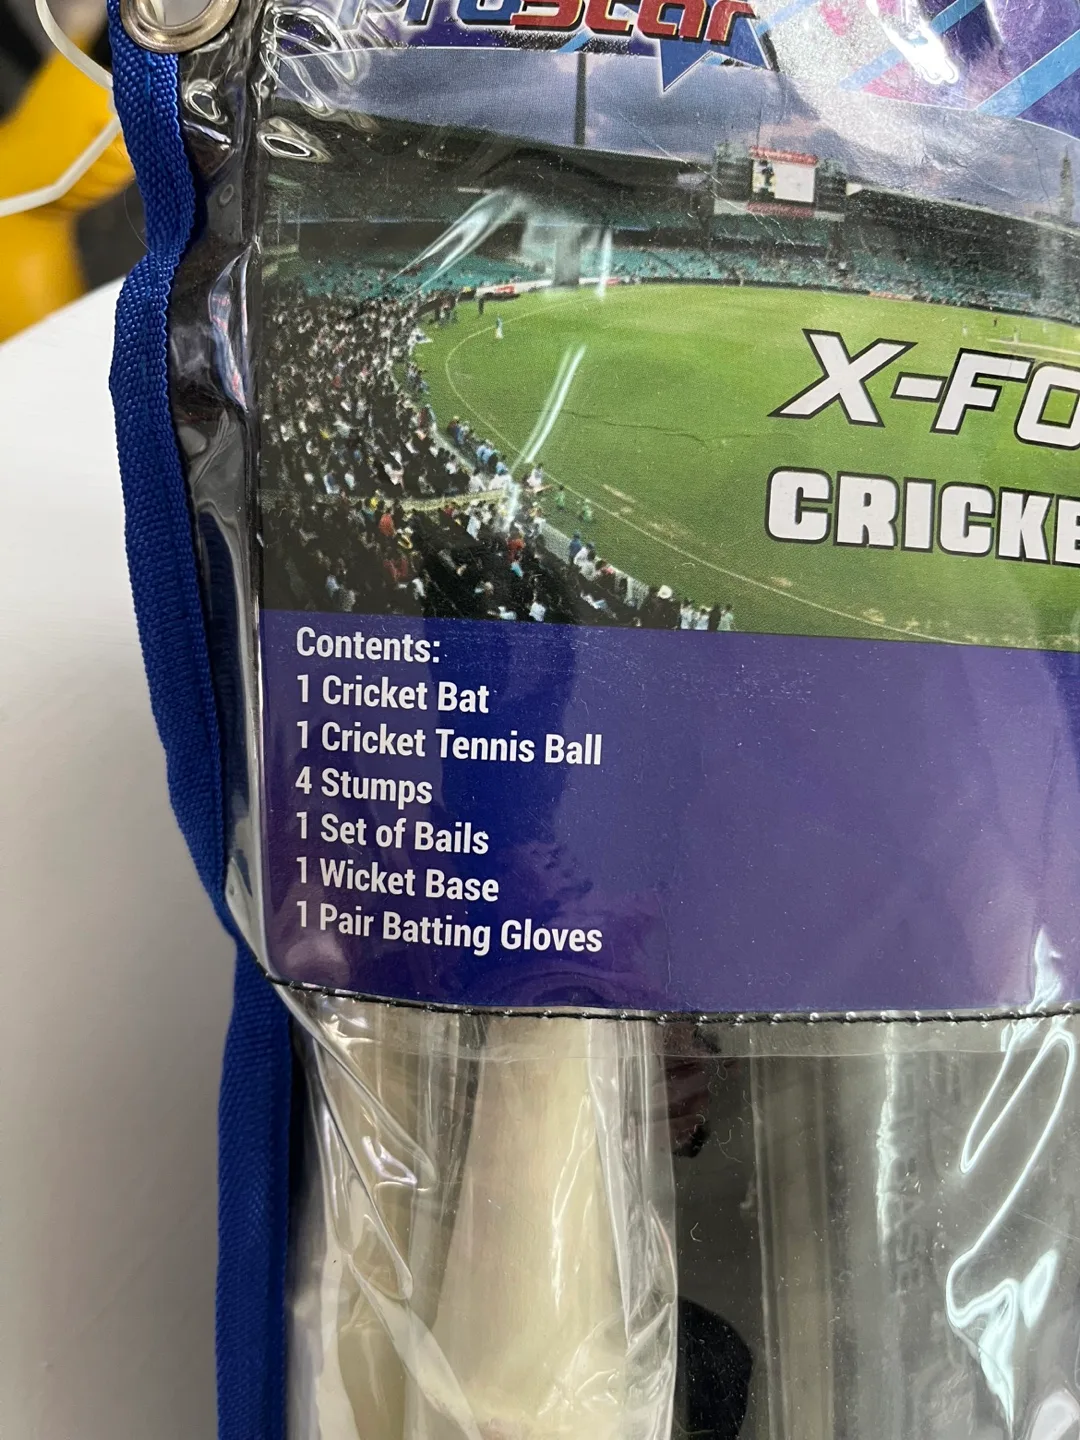 ProStar
X-FO
CRICKE
Contents:
1 Cricket Bat
1 Cricket Tennis Ball
4 Stumps
1 Set of Bails
1 Wicket Base
1 Pair Batting Gloves